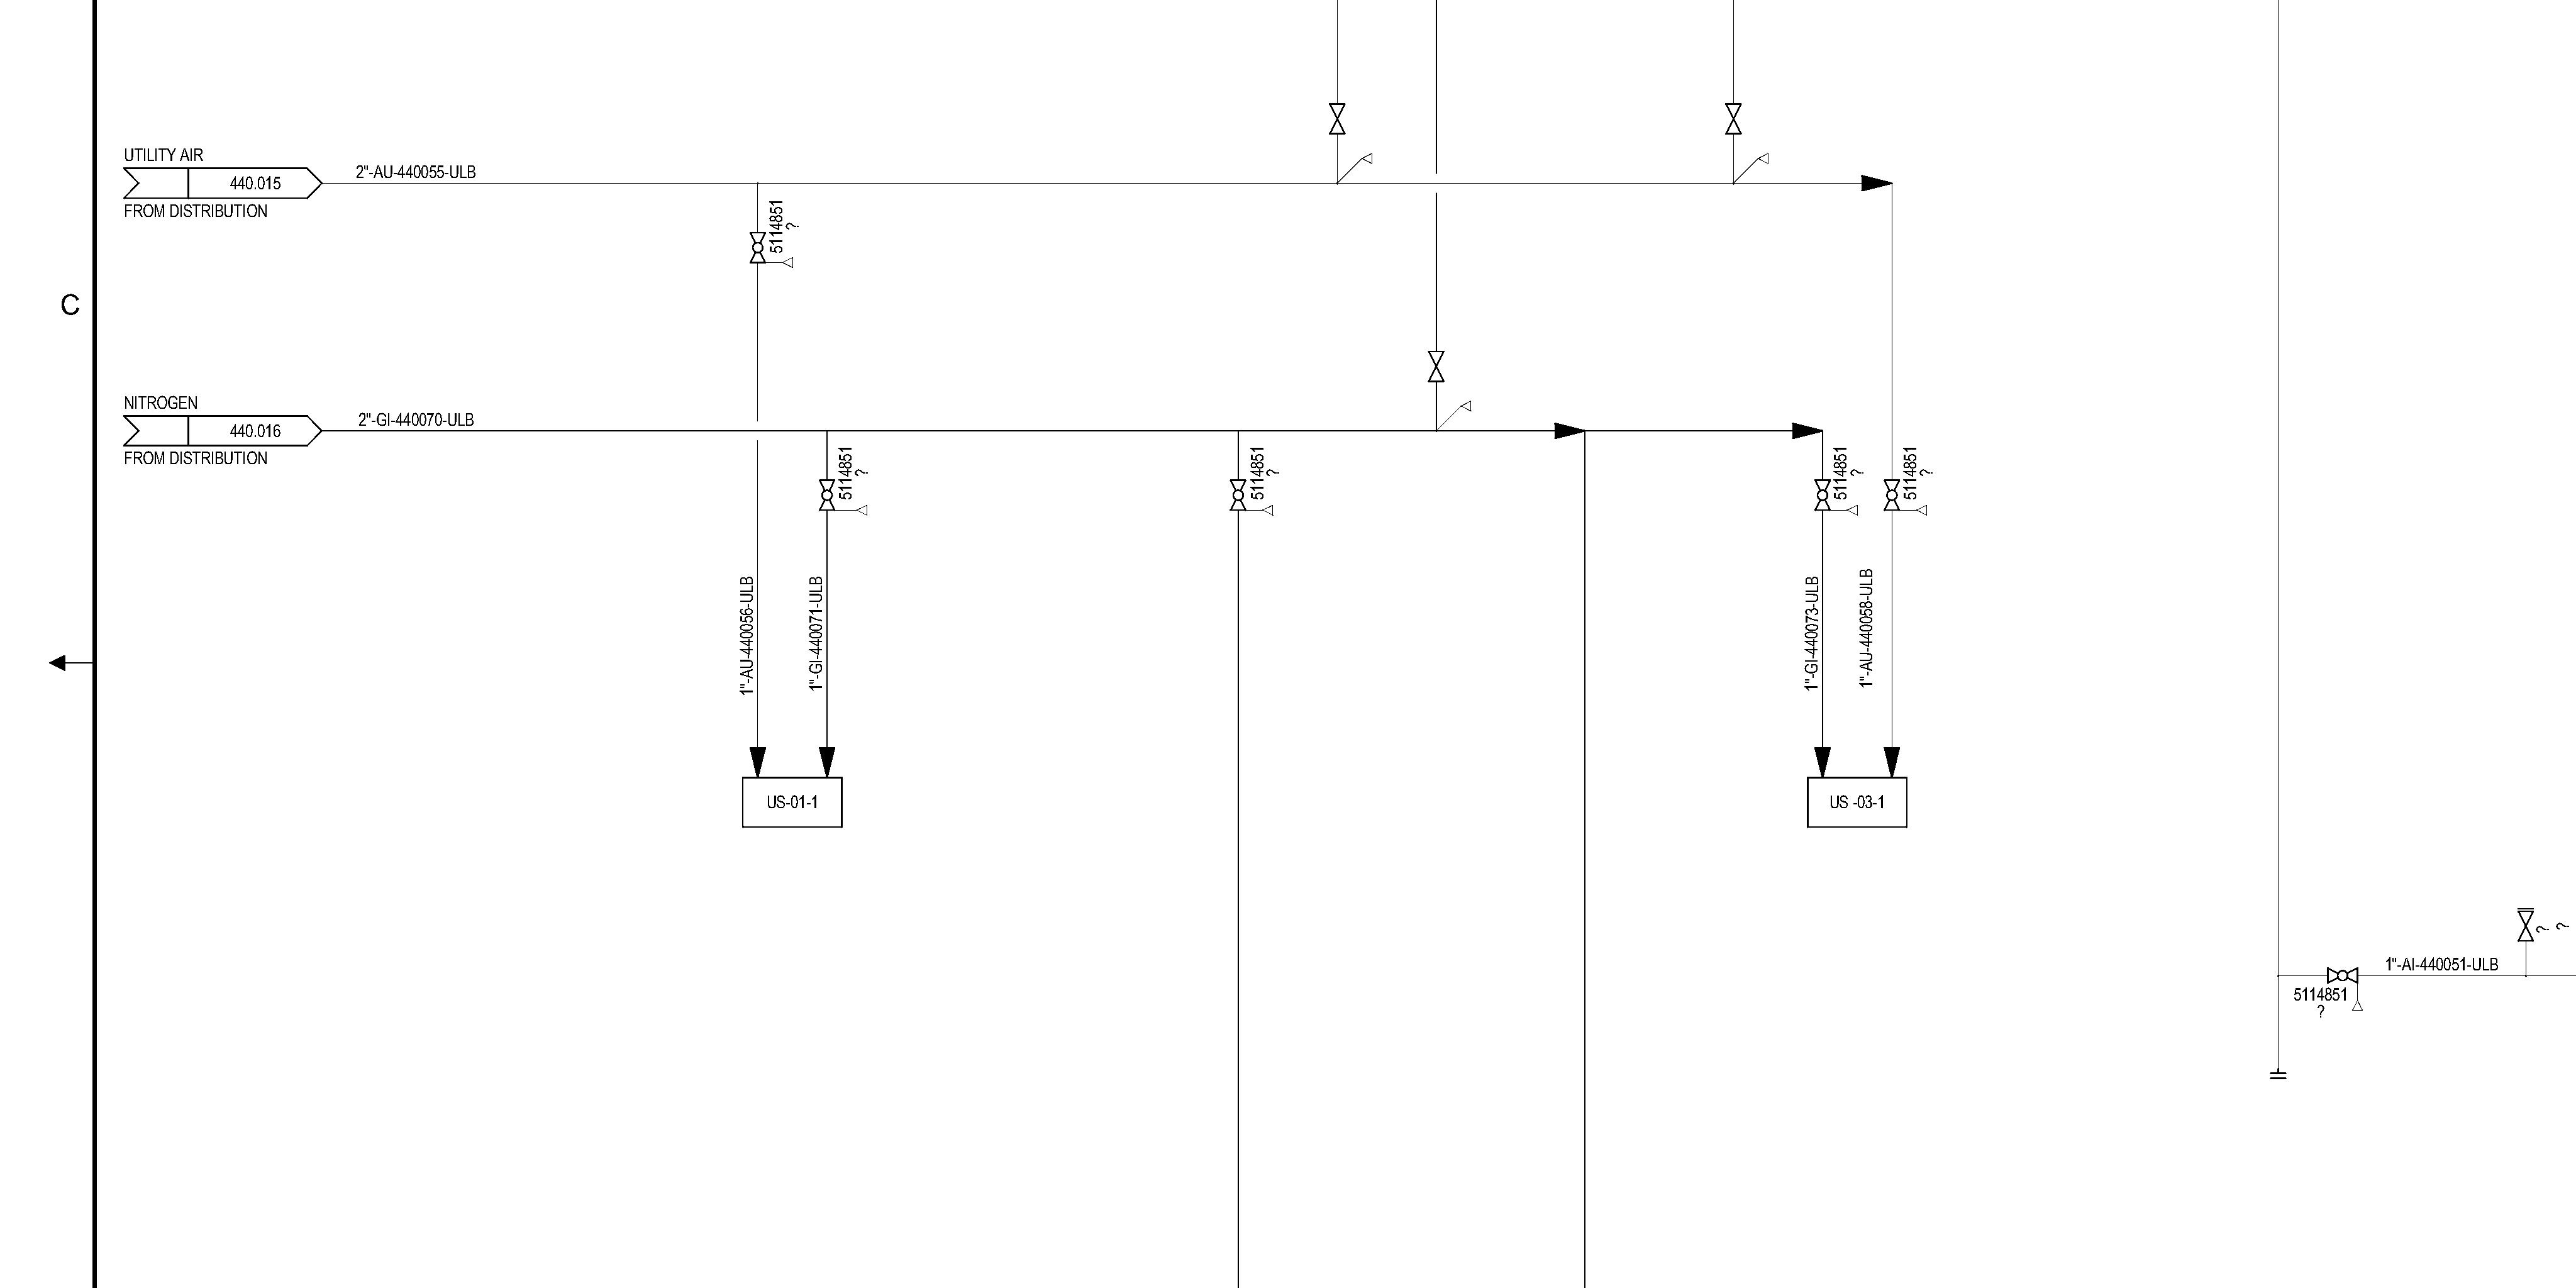 UTILITY AIR
440.015
FROM DISTRIBUTION
2"-AU-440055-ULB
5114851
?
C
NITROGEN
440.016
FROM DISTRIBUTION
2"-GI-440070-ULB
5114851
?
5114851
?
5114851
?
5114851
?
1"-AU-440056-ULB
1"-GI-440071-ULB
1"-GI-440073-ULB
1"-AU-440058-ULB
US-01-1
US -03-1
? ?
1"-AI-440051-ULB
5114851
?